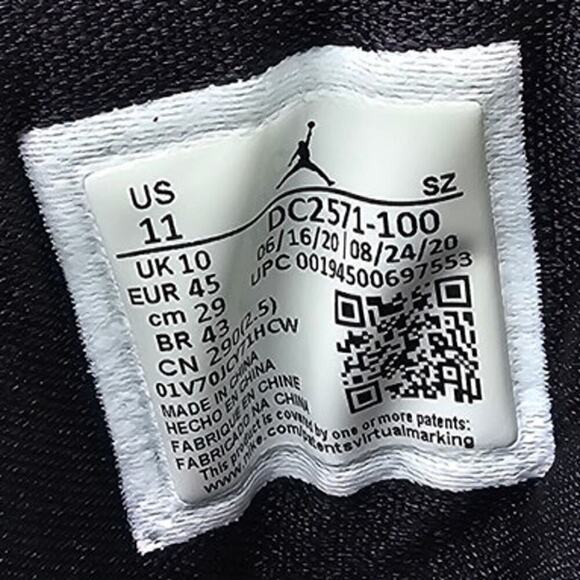 US
11
SZ
DC2571-100
06/16/20|08/24/20
UPC 00194500697553
UK 10
EUR 45
cm 29
BR 43
CN 290(2.5)
01V70JCY71HCW
MADE IN CHINA
HECHO EN CHINA
FABRIQUE EN CHINE
FABRICADO NA CHINA
This product is covered by one or more patents:
www.nike.com/patentsvirtualmarking